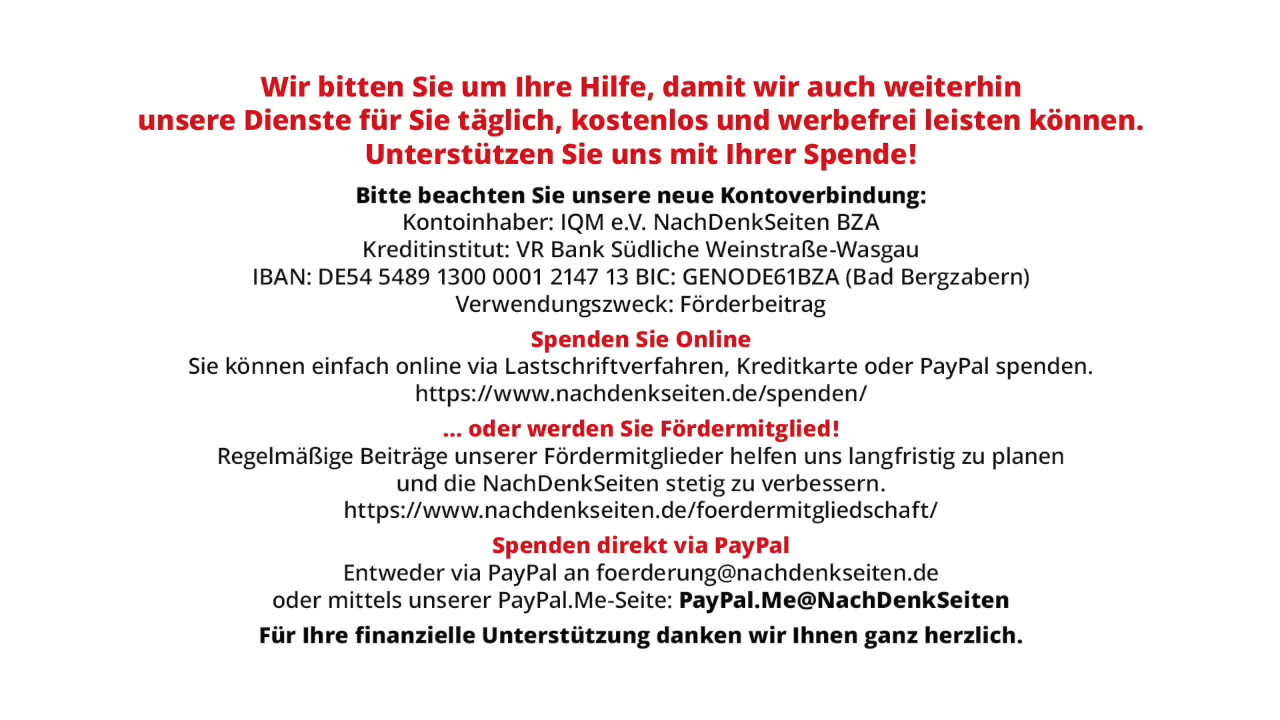 Wir bitten Sie um Ihre Hilfe, damit wir auch weiterhin
unsere Dienste für Sie täglich, kostenlos und werbefrei leisten können.
Unterstützen Sie uns mit Ihrer Spende!
Bitte beachten Sie unsere neue Kontoverbindung:
Kontoinhaber: IQM e.V. NachDenkSeiten BZA
Kreditinstitut: VR Bank Südliche Weinstraße-Wasgau
IBAN: DE54 5489 1300 0001 2147 13 BIC: GENODE61BZA (Bad Bergzabern)
Verwendungszweck: Förderbeitrag
Spenden Sie Online
Sie können einfach online via Lastschriftverfahren, Kreditkarte oder PayPal spenden.
https://www.nachdenkseiten.de/spenden/
... oder werden Sie Fördermitglied!
Regelmäßige Beiträge unserer Fördermitglieder helfen uns langfristig zu planen
und die NachDenkSeiten stetig zu verbessern.
https://www.nachdenkseiten.de/foerdermitgliedschaft/
Spenden direkt via PayPal
Entweder via PayPal an foerderung@nachdenkseiten.de
oder mittels unserer PayPal.Me-Seite: PayPal.Me@NachDenkSeiten
Für Ihre finanzielle Unterstützung danken wir Ihnen ganz herzlich.